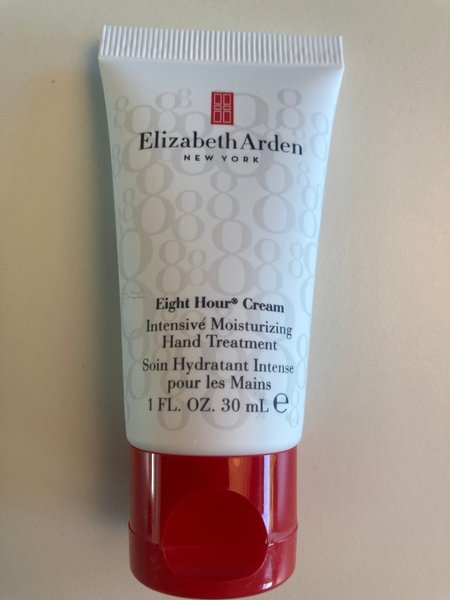 Elizabeth Arden
NEW YORK
Eight Hour® Cream
Intensive Moisturizing
Hand Treatment
Soin Hydratant Intense
pour les Mains
1 FL. OZ. 30 mL ℮